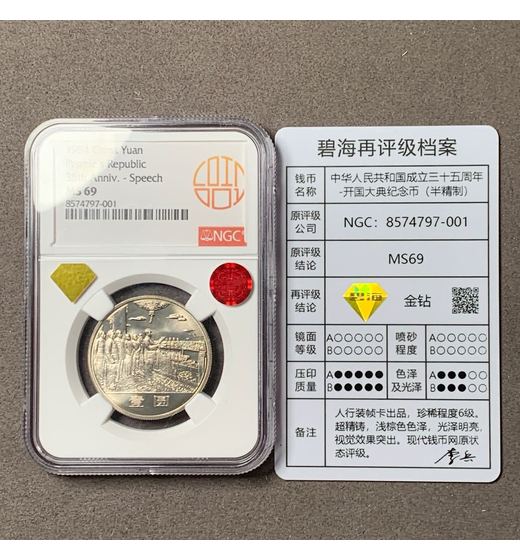 1984 China Yuan
People's Republic
35th Anniv. - Speech
MS 69
8574797-001
COIN
NGC
壹圆
碧海再评级档案
钱币名称
中华人民共和国成立三十五周年
-开国大典纪念币（半精制）
原评级公司
NGC: 8574797-001
原评级结论
MS69
再评级结论
碧海
金钻
镜面等级
A○○○○○
B○○○○○
喷砂程度
A○○○○○
B○○○○○
压印质量
A●●●●●
B●●●●●
色泽及光泽
A●●●○○
B●●●○○
备注
人行装帧卡出品，珍稀程度6级。
超精铸，浅棕色色泽，光泽明亮，
视觉效果突出。现代钱币网原状
态评级。